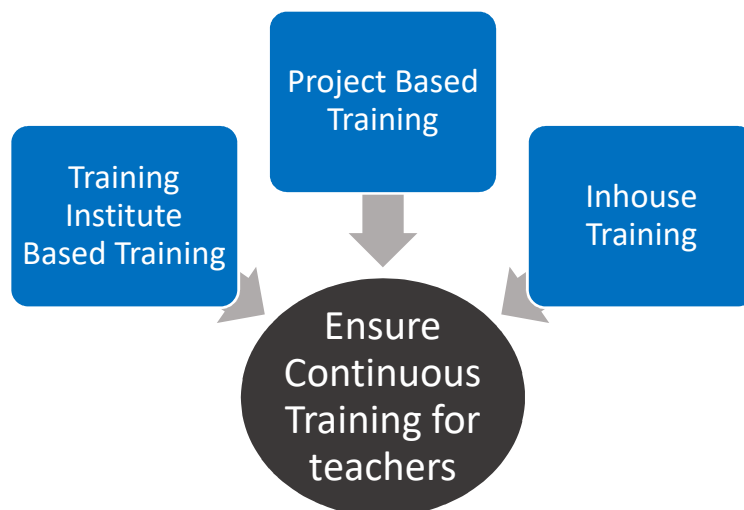 Project Based
Training
Training
Institute
Based Training
Inhouse
Training
Ensure
Continuous
Training for
teachers